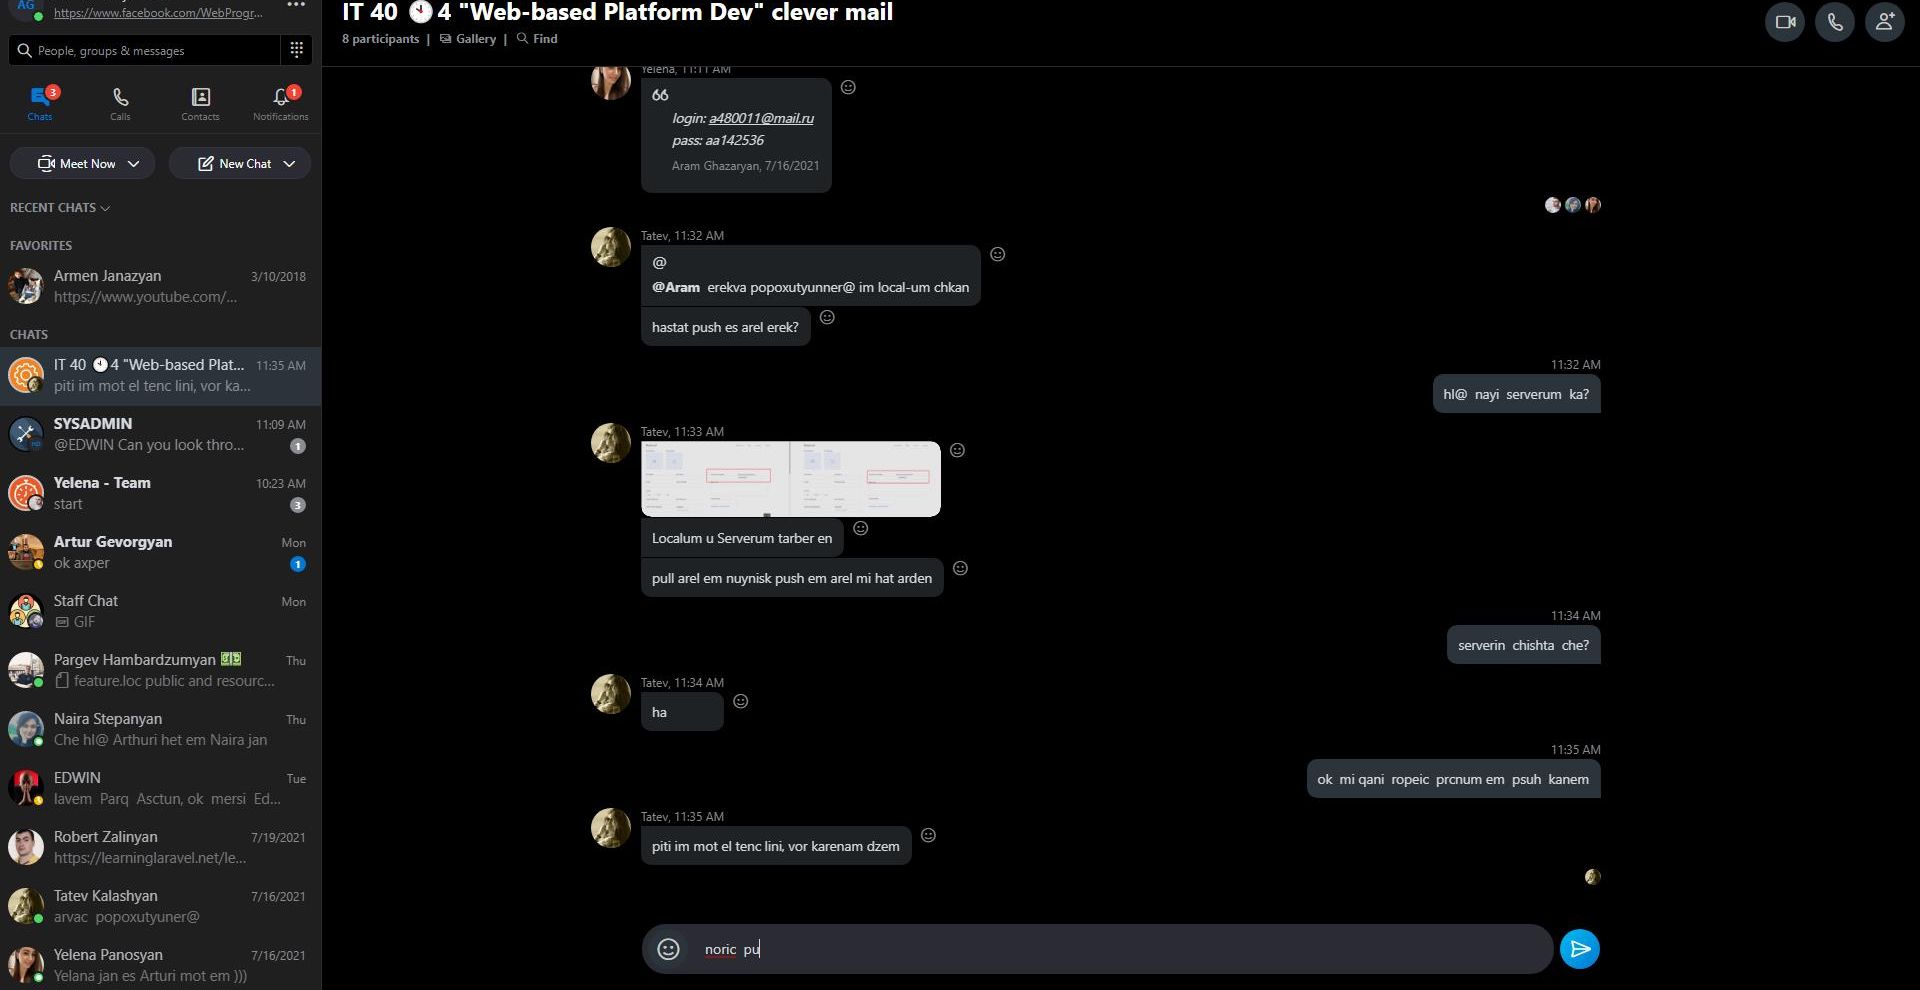 AG
https://www.facebook.com/WebProgr...
People, groups & messages
3
Chats
Calls
Contacts
1
Notifications
Meet Now
New Chat
RECENT CHATS
FAVORITES
Armen Janazyan 3/10/2018
https://www.youtube.com/...
CHATS
IT 40 🕙4 "Web-based Plat... 11:35 AM
piti im mot el tenc lini, vor ka...
SYSADMIN 11:09 AM
@EDWIN Can you look thro... 1
Yelena - Team 10:23 AM
start 3
Artur Gevorgyan Mon
ok axper 1
Staff Chat Mon
GIF
Pargev Hambardzumyan 💵 Thu
feature.loc public and resourc...
Naira Stepanyan Thu
Che hl@ Arthuri het em Naira jan
EDWIN Tue
lavem Parq Asctun, ok mersi Ed...
Robert Zalinyan 7/19/2021
https://learninglaravel.net/le...
Tatev Kalashyan 7/16/2021
arvac popoxutyuner@
Yelena Panosyan 7/16/2021
Yelana jan es Arturi mot em )))
IT 40 🕙4 "Web-based Platform Dev" clever mail
8 participants | Gallery | Find
Yelena, 11:11 AM
login: a480011@mail.ru
pass: aa142536
Aram Ghazaryan, 7/16/2021
Tatev, 11:32 AM
@
@Aram erekva popoxutyunner@ im local-um chkan
hastat push es arel erek?
11:32 AM
hl@ nayi serverum ka?
Tatev, 11:33 AM
Localum u Serverum tarber en
pull arel em nuynisk push em arel mi hat arden
11:34 AM
serverin chishta che?
Tatev, 11:34 AM
ha
11:35 AM
ok mi qani ropeic prcnum em psuh kanem
Tatev, 11:35 AM
piti im mot el tenc lini, vor karenam dzem
noric pu